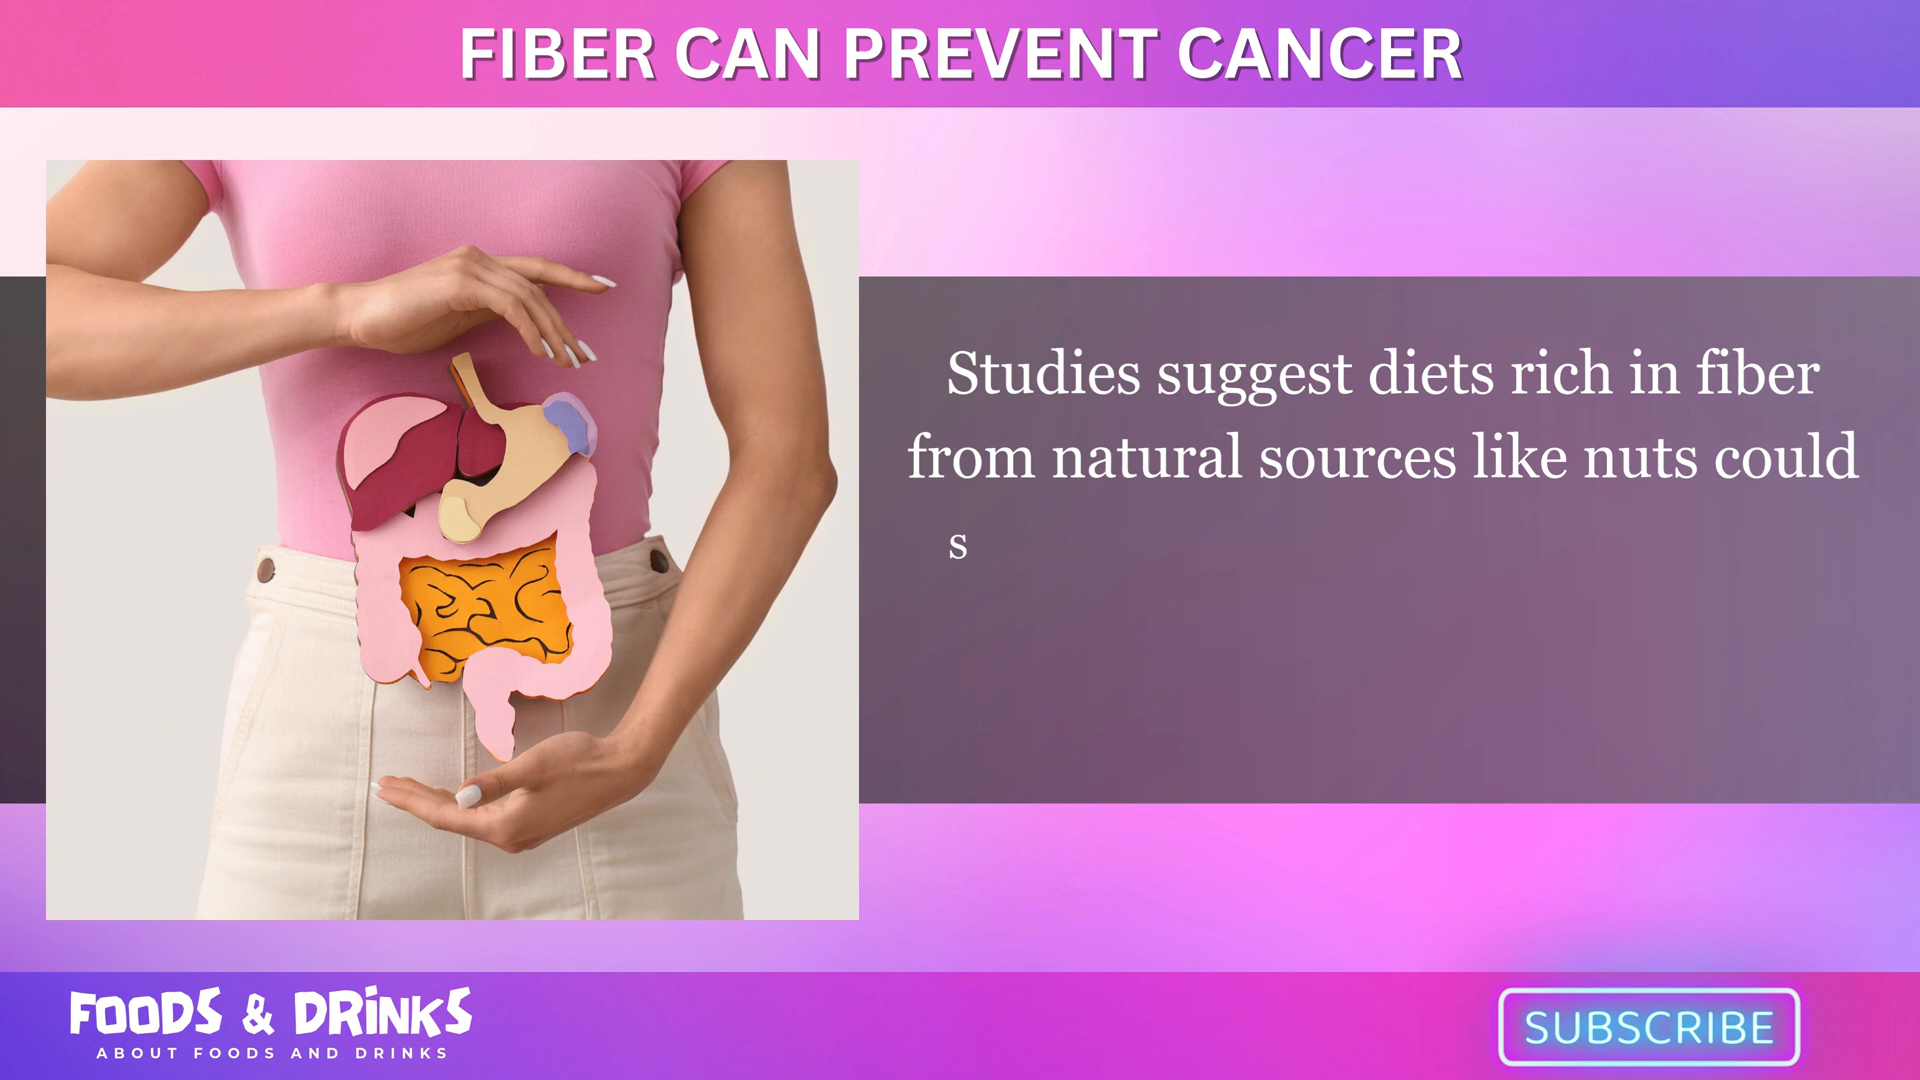 FIBER CAN PREVENT CANCER
Studies suggest diets rich in fiber
from natural sources like nuts could
s
FOODS & DRINKS
ABOUT FOODS AND DRINKS
SUBSCRIBE